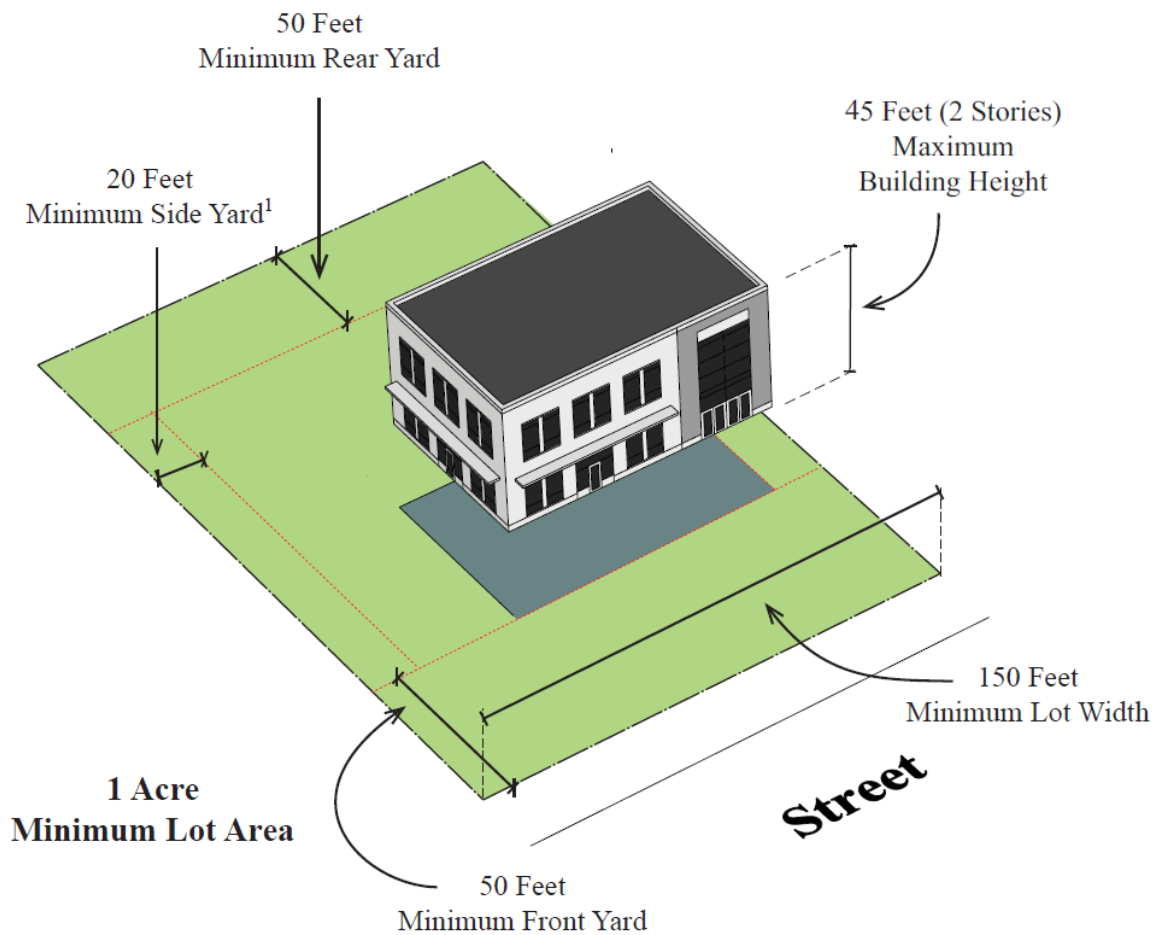 50 Feet
Minimum Rear Yard
45 Feet (2 Stories)
Maximum
Building Height
20 Feet
Minimum Side Yard¹
150 Feet
Minimum Lot Width
Street
1 Acre
Minimum Lot Area
50 Feet
Minimum Front Yard